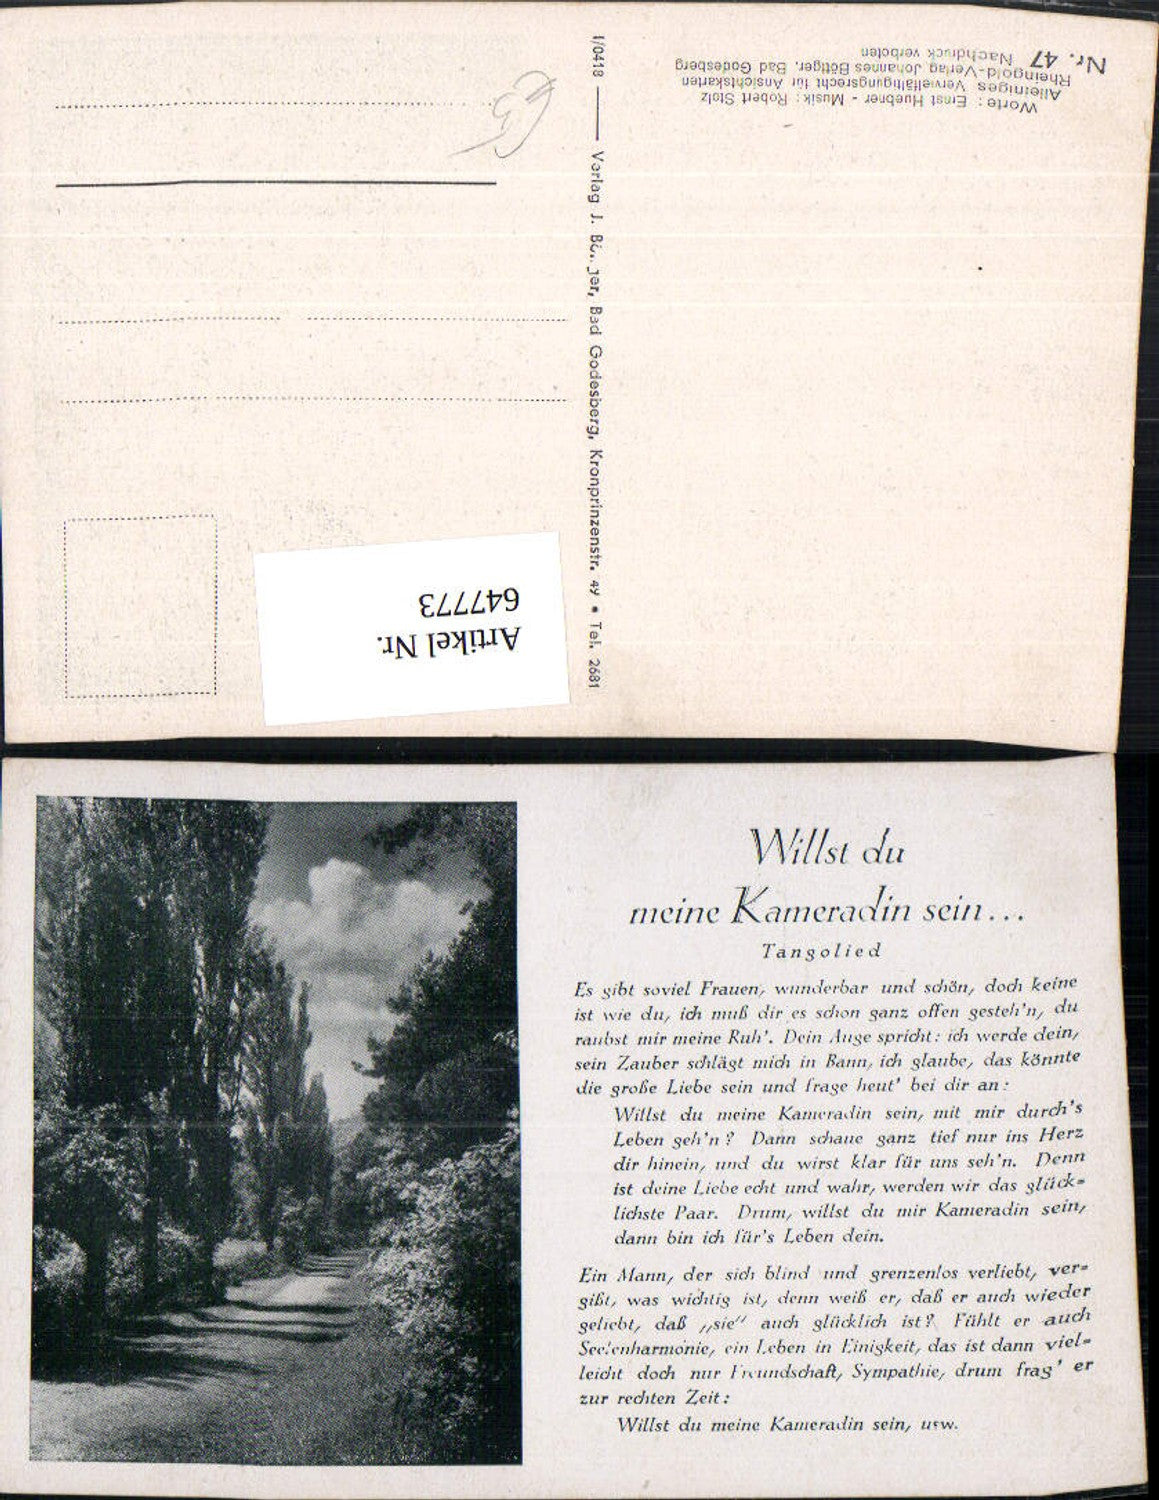 Nr. 47
Worte: Ernst Huebner - Musik: Robert Stolz
Alleiniges Vervielfältigungsrecht für Ansichtskarten
Rheingold-Verlag Johannes Böttger, Bad Godesberg
Nachdruck verboten
I/0418
Verlag J. Bad Godesberg, Kronprinzenstr. • Tel. 2681
Artikel Nr.
647773
Willst du
meine Kameradin sein...
Tangolied
Es gibt soviel Frauen, wunderbar und schön, doch keine
ist wie du, ich muß dir es schon ganz offen gesteh'n, du
raubst mir meine Ruh'. Dein Auge spricht: ich werde dein,
sein Zauber schlägt mich in Bann, ich glaube, das könnte
die große Liebe sein und frage heut' bei dir an:
Willst du meine Kameradin sein, mit mir durch's
Leben geh'n? Dann schaue ganz tief nur ins Herz
dir hinein, und du wirst klar für uns seh'n. Denn
ist deine Liebe echt und wahr, werden wir das glück-
lichste Paar. Drum, willst du mir Kameradin sein,
dann bin ich für's Leben dein.
Ein Mann, der sich blind und grenzenlos verliebt, ver-
gißt, was wichtig ist, denn weiß er, daß er auch wieder
geliebt, daß „sie" auch glücklich ist? Fühlt er auch
Seelenharmonie, ein Leben in Einigkeit, das ist dann viel-
leicht doch nur Freundschaft, Sympathie, drum frag' er
zur rechten Zeit:
Willst du meine Kameradin sein, usw.